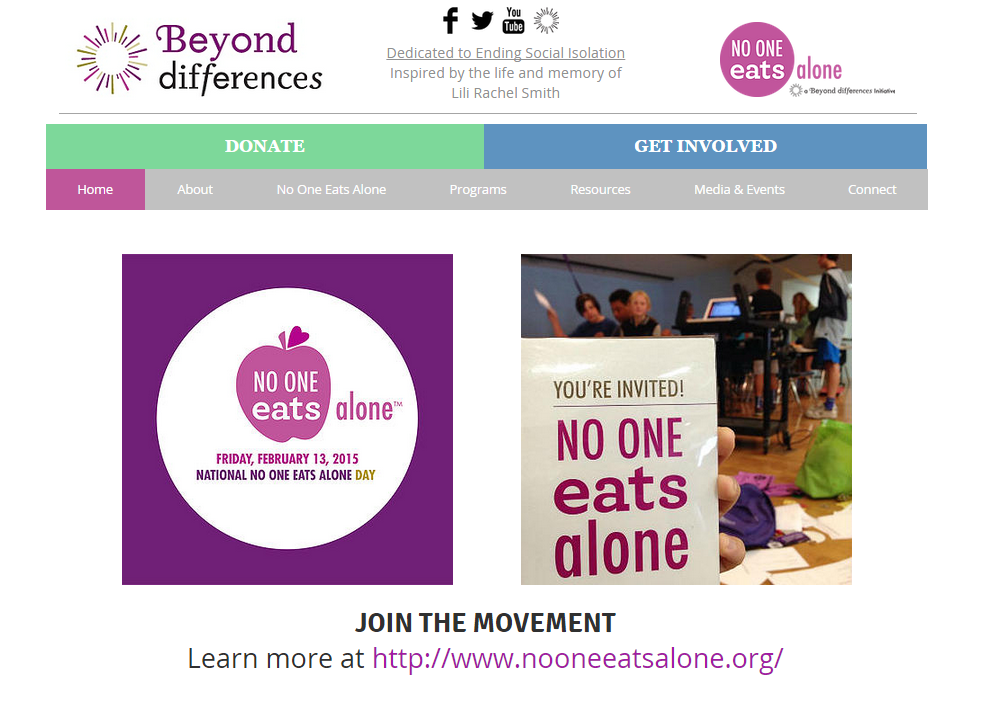 Beyond
differences
You
Tube
Dedicated to Ending Social Isolation
Inspired by the life and memory of
Lili Rachel Smith
NO ONE
eats alone
a Beyond differences Initiative
DONATE
GET INVOLVED
Home
About
No One Eats Alone
Programs
Resources
Media & Events
Connect
NO ONE
eats alone™
FRIDAY, FEBRUARY 13, 2015
NATIONAL NO ONE EATS ALONE DAY
YOU'RE INVITED!
NO ONE
eats
alone
JOIN THE MOVEMENT
Learn more at http://www.nooneeatsalone.org/